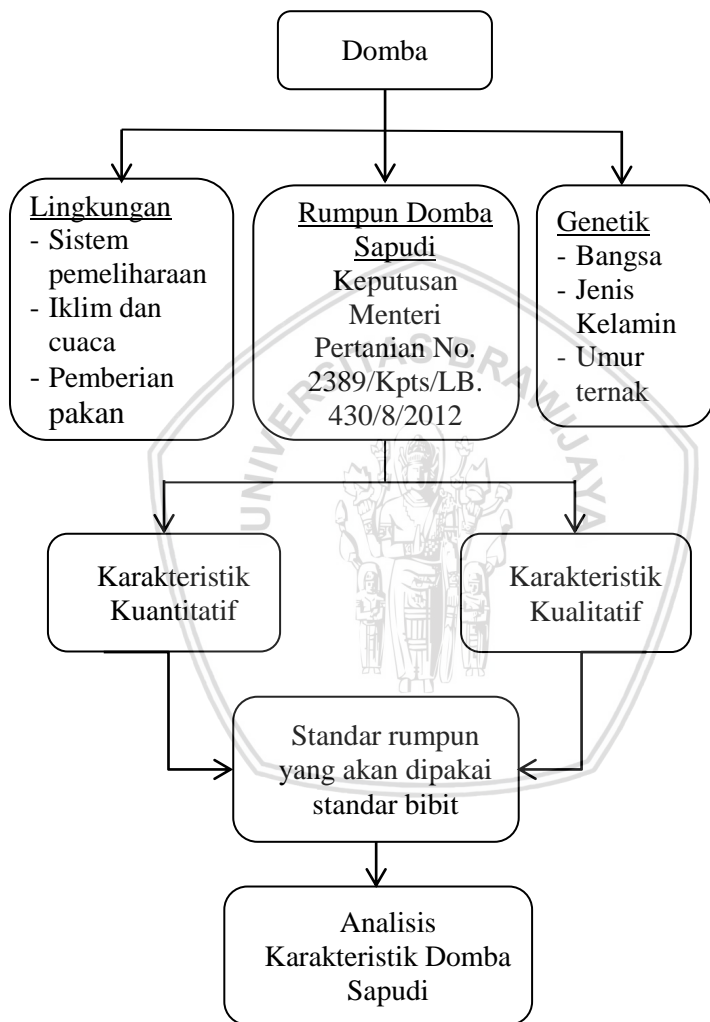 Domba
Lingkungan
- Sistem
pemeliharaan
- Iklim dan
cuaca
- Pemberian
pakan
Rumpun Domba
Sapudi
Keputusan
Menteri
Pertanian No.
2389/Kpts/LB.
430/8/2012
Genetik
- Bangsa
- Jenis
Kelamin
- Umur
ternak
UNIVERSITAS BRAWIJAYA
Karakteristik
Kuantitatif
Karakteristik
Kualitatif
Standar rumpun
yang akan dipakai
standar bibit
Analisis
Karakteristik Domba
Sapudi